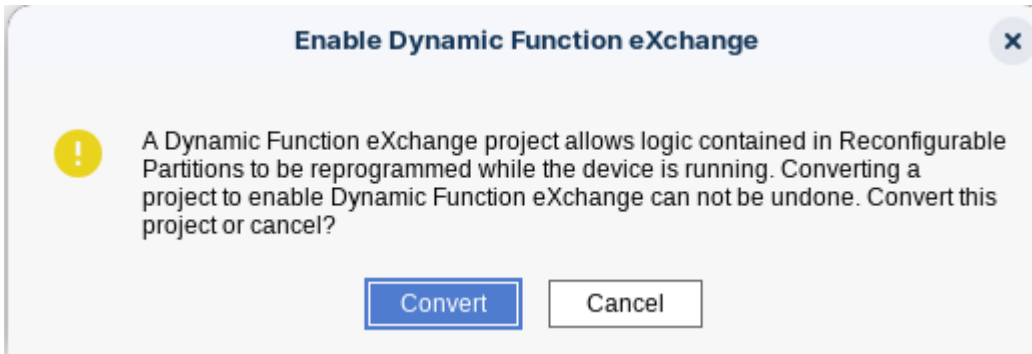 Enable Dynamic Function eXchange
A Dynamic Function eXchange project allows logic contained in Reconfigurable
Partitions to be reprogrammed while the device is running. Converting a
project to enable Dynamic Function eXchange can not be undone. Convert this
project or cancel?
Convert
Cancel